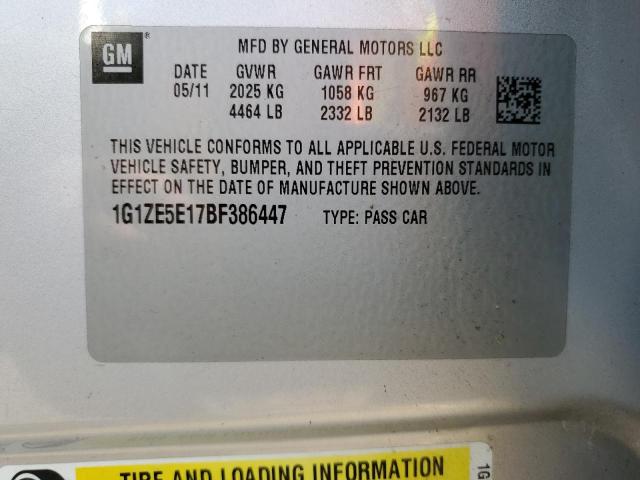 GM
MFD BY GENERAL MOTORS LLC
DATE GVWR GAWR FRT GAWR RR
05/11 2025 KG 1058 KG 967 KG
4464 LB 2332 LB 2132 LB
THIS VEHICLE CONFORMS TO ALL APPLICABLE U.S. FEDERAL MOTOR
VEHICLE SAFETY, BUMPER, AND THEFT PREVENTION STANDARDS IN
EFFECT ON THE DATE OF MANUFACTURE SHOWN ABOVE.
1G1ZE5E17BF386447 TYPE: PASS CAR
TIRE AND LOADING INFORMATION
1G